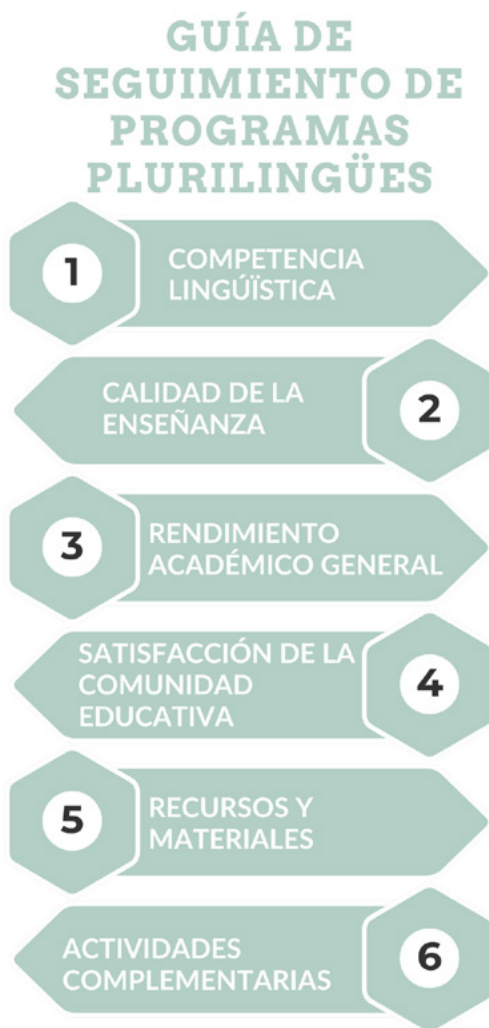 GUÍA DE
SEGUIMIENTO DE
PROGRAMAS
PLURILINGÜES
1
COMPETENCIA
LINGÚÏSTICA
CALIDAD DE LA
ENSEÑANZA
2
3
RENDIMIENTO
ACADÉMICO GENERAL
SATISFACCIÓN DE LA
COMUNIDAD
EDUCATIVA
4
5
RECURSOS Y
MATERIALES
ACTIVIDADES
COMPLEMENTARIAS
6